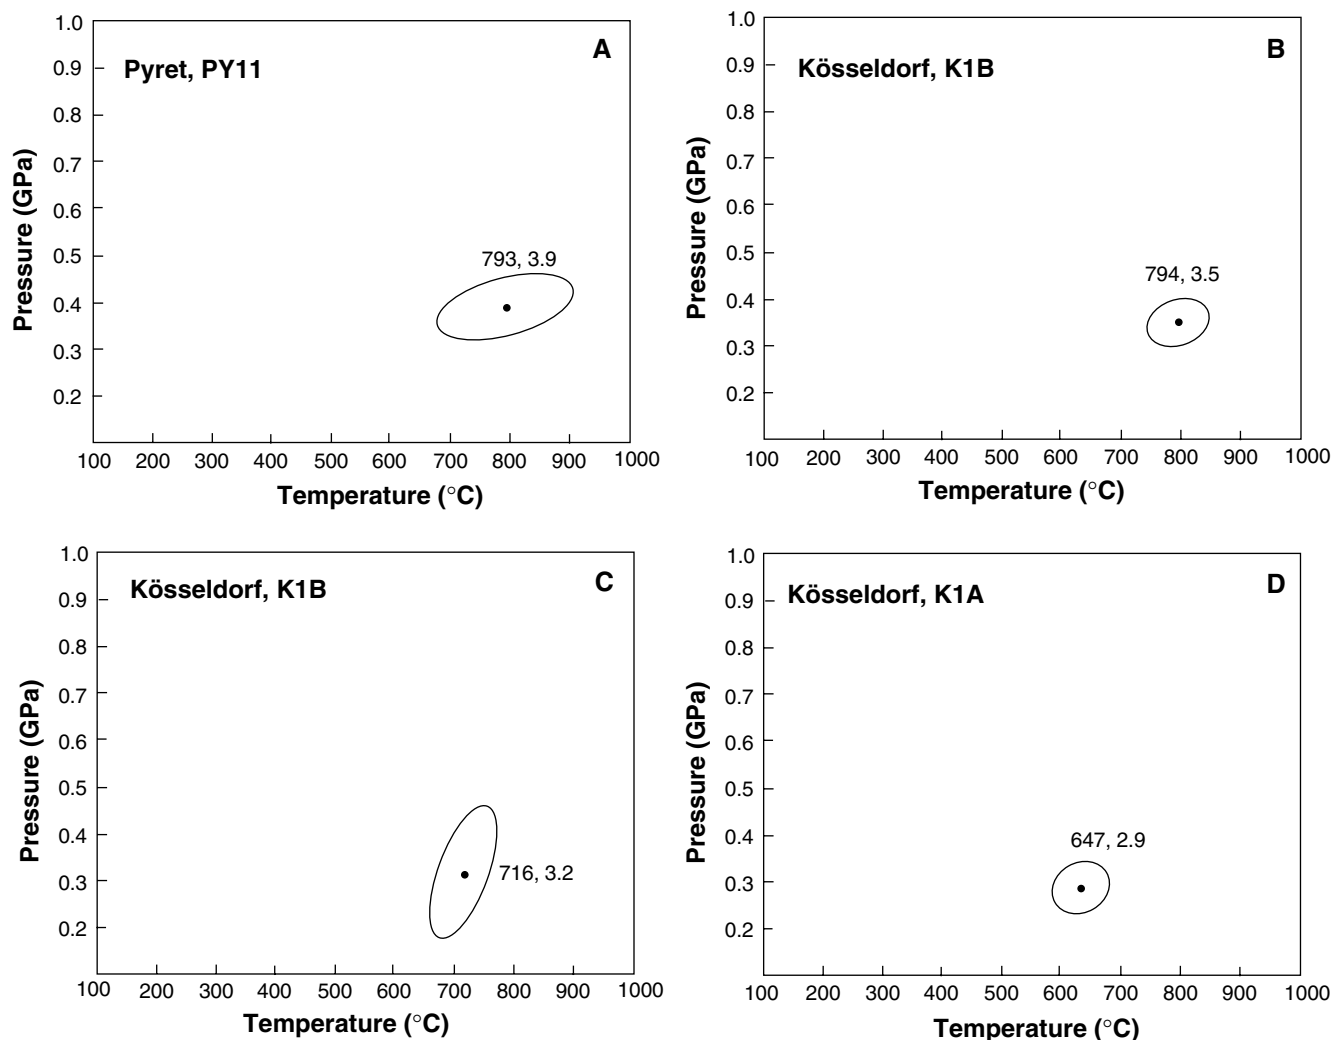 A
Pyret, PY11
Pressure (GPa)
1.0
0.9
0.8
0.7
0.6
0.5
0.4
0.3
0.2
793, 3.9
100 200 300 400 500 600 700 800 900 1000
Temperature (°C)
B
Kösseldorf, K1B
Pressure (GPa)
1.0
0.9
0.8
0.7
0.6
0.5
0.4
0.3
0.2
794, 3.5
100 200 300 400 500 600 700 800 900 1000
Temperature (°C)
C
Kösseldorf, K1B
Pressure (GPa)
1.0
0.9
0.8
0.7
0.6
0.5
0.4
0.3
0.2
716, 3.2
100 200 300 400 500 600 700 800 900 1000
Temperature (°C)
D
Kösseldorf, K1A
Pressure (GPa)
1.0
0.9
0.8
0.7
0.6
0.5
0.4
0.3
0.2
647, 2.9
100 200 300 400 500 600 700 800 900 1000
Temperature (°C)